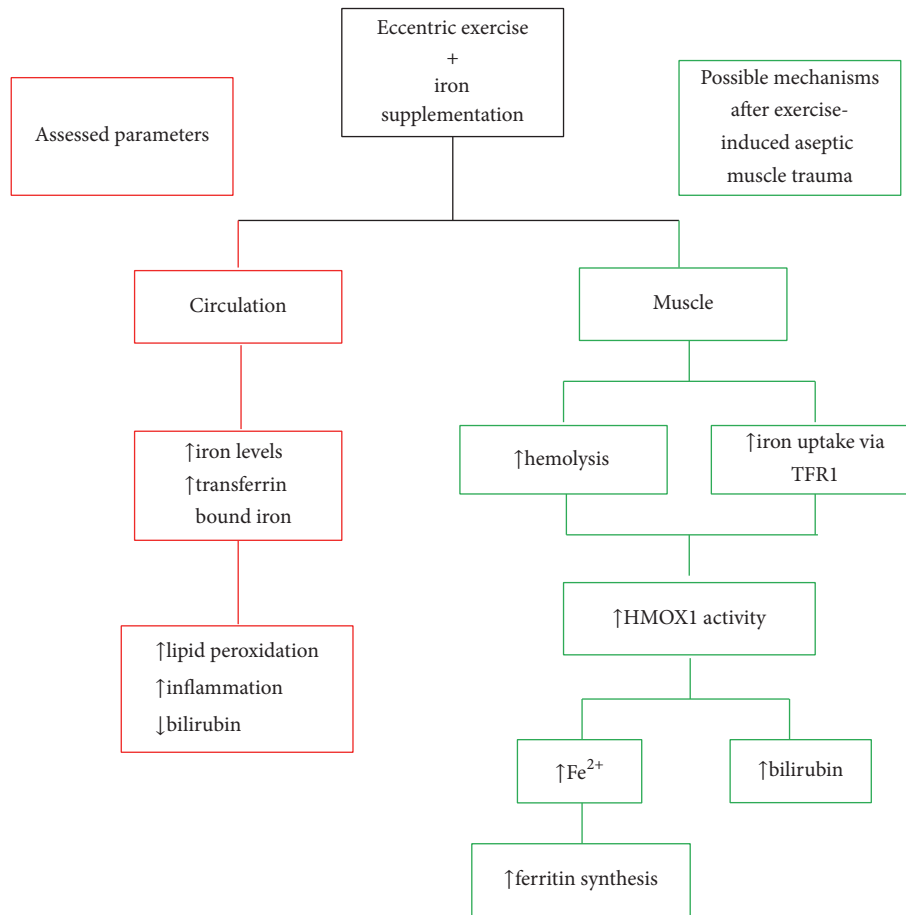 Eccentric exercise
+
iron
supplementation
Assessed parameters
Possible mechanisms
after exercise-
induced aseptic
muscle trauma
Circulation
Muscle
↑iron levels
↑transferrin
bound iron
↑hemolysis
↑iron uptake via
TFR1
↑HMOX1 activity
↑lipid peroxidation
↑inflammation
↓bilirubin
↑Fe²⁺
↑bilirubin
↑ferritin synthesis